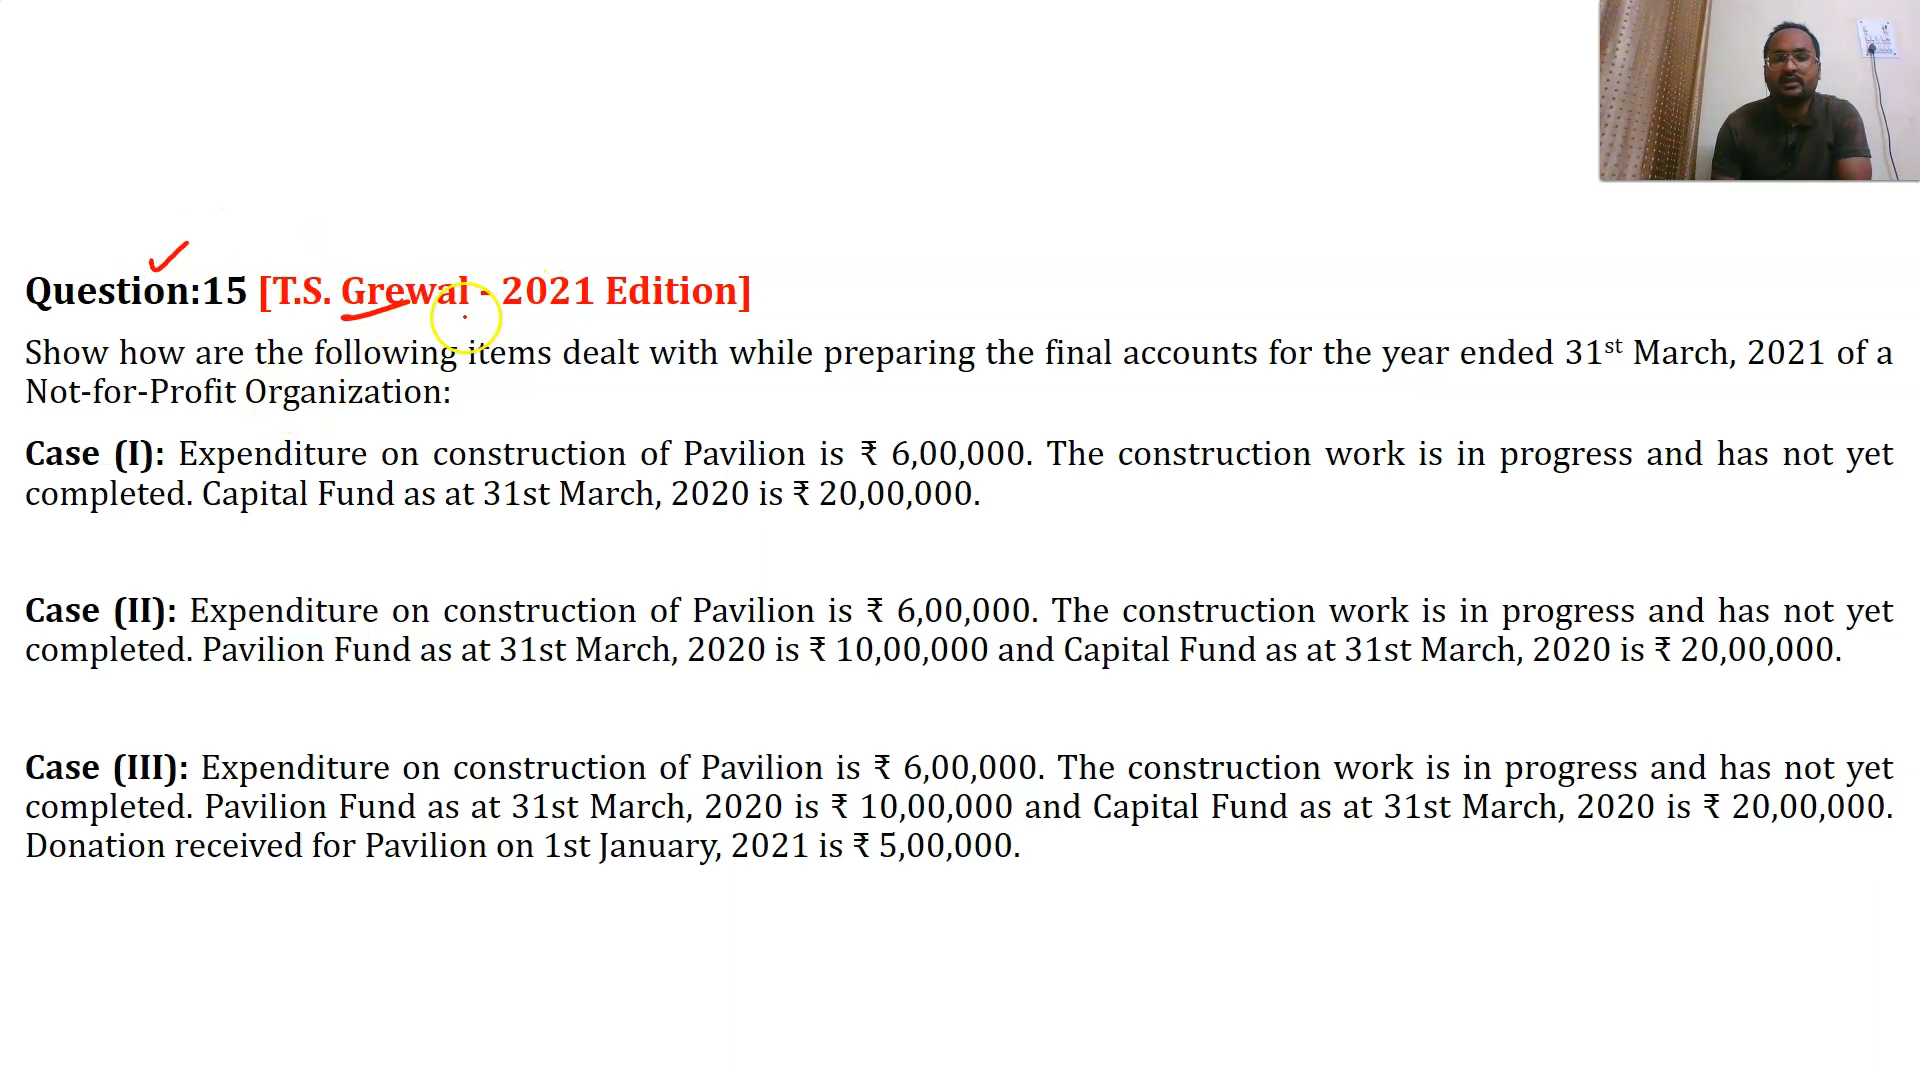 Question:15 [T.S. Grewal - 2021 Edition]
Show how are the following items dealt with while preparing the final accounts for the year ended 31st March, 2021 of a
Not-for-Profit Organization:
Case (I): Expenditure on construction of Pavilion is ₹ 6,00,000. The construction work is in progress and has not yet
completed. Capital Fund as at 31st March, 2020 is ₹ 20,00,000.
Case (II): Expenditure on construction of Pavilion is ₹ 6,00,000. The construction work is in progress and has not yet
completed. Pavilion Fund as at 31st March, 2020 is ₹ 10,00,000 and Capital Fund as at 31st March, 2020 is ₹ 20,00,000.
Case (III): Expenditure on construction of Pavilion is ₹ 6,00,000. The construction work is in progress and has not yet
completed. Pavilion Fund as at 31st March, 2020 is ₹ 10,00,000 and Capital Fund as at 31st March, 2020 is ₹ 20,00,000.
Donation received for Pavilion on 1st January, 2021 is ₹ 5,00,000.